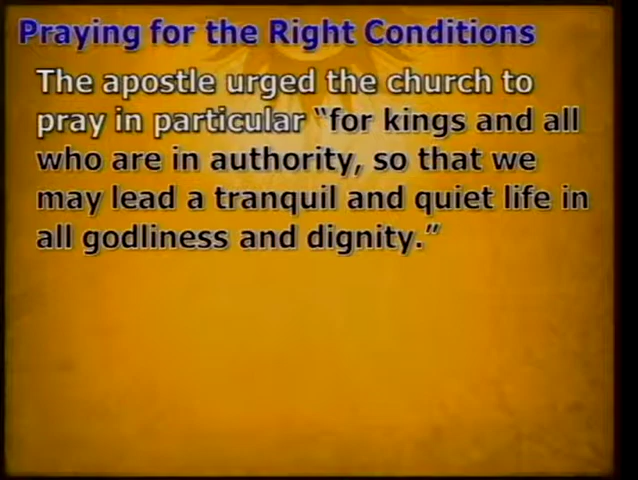 Praying for the Right Conditions
The apostle urged the church to
pray in particular “for kings and all
who are in authority, so that we
may lead a tranquil and quiet life in
all godliness and dignity.”